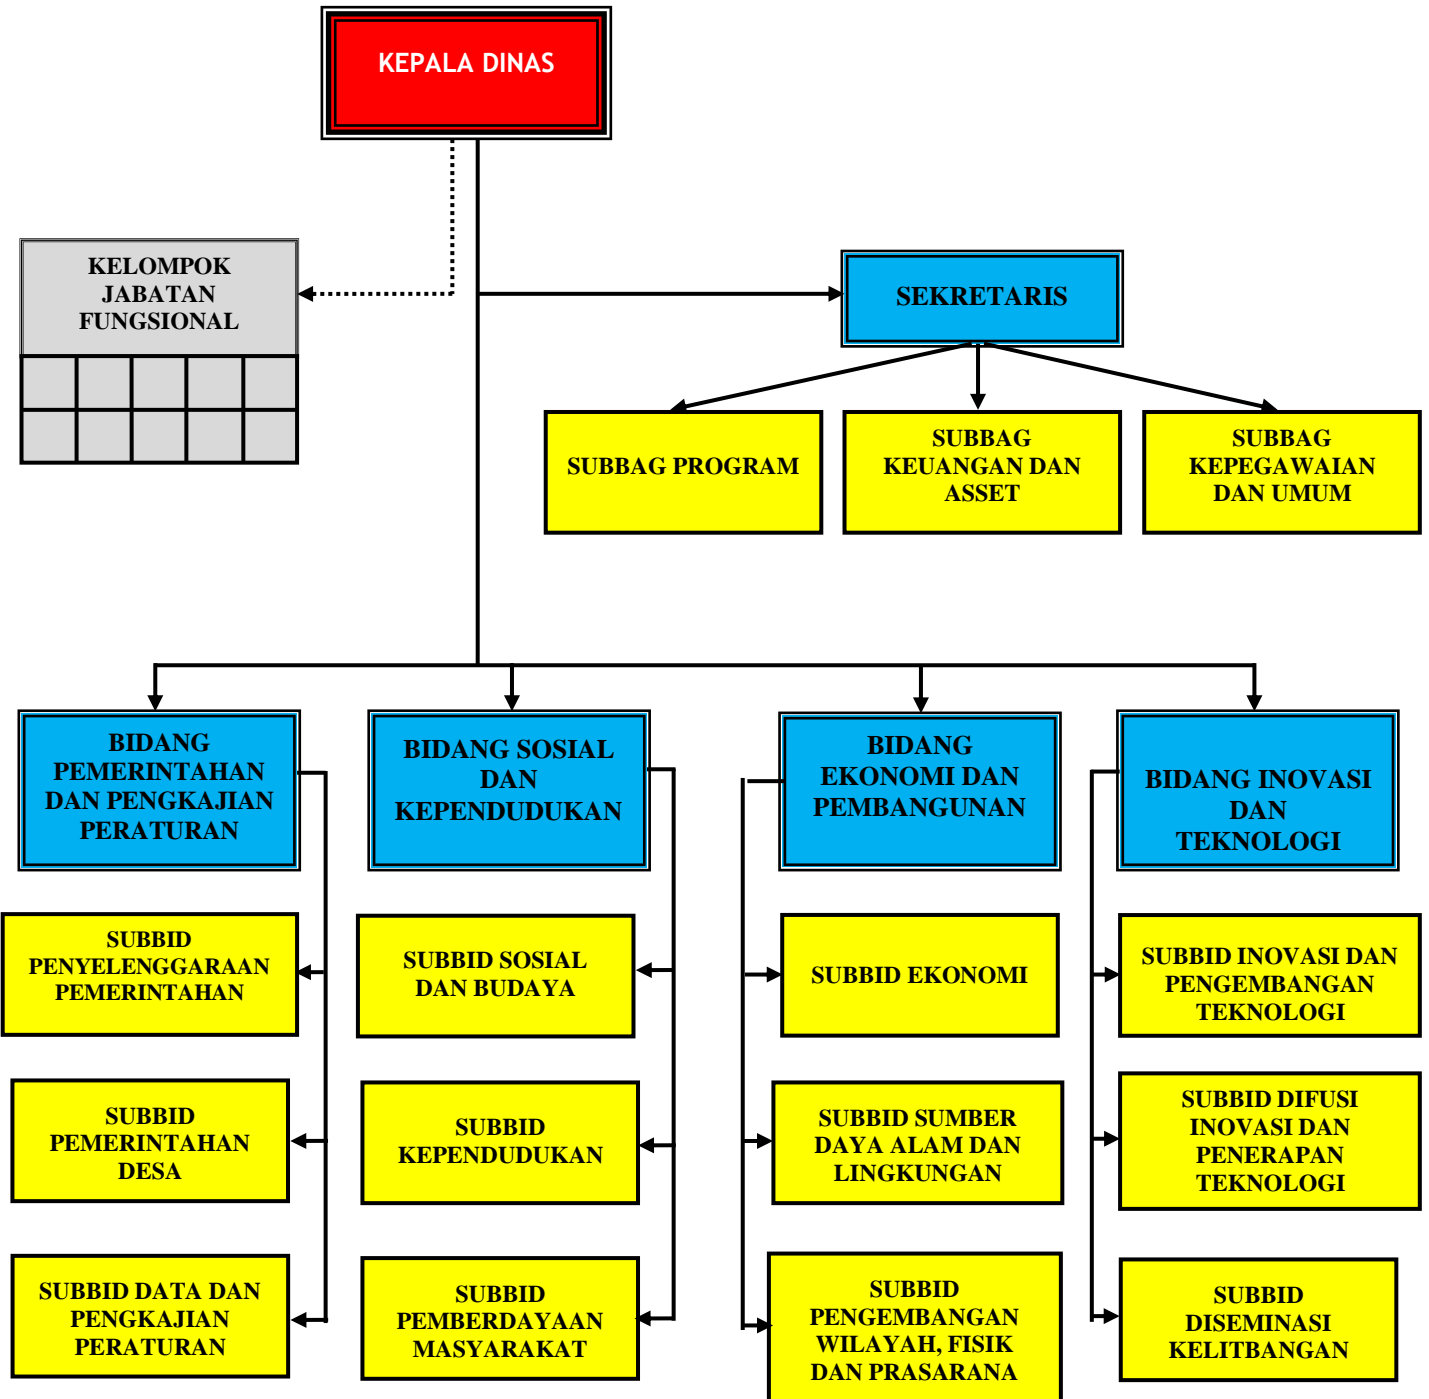 KEPALA DINAS
KELOMPOK
JABATAN
FUNGSIONAL
SEKRETARIS
SUBBAG PROGRAM
SUBBAG
KEUANGAN DAN
ASSET
SUBBAG
KEPEGAWAIAN
DAN UMUM
BIDANG
PEMERINTAHAN
DAN PENGKAJIAN
PERATURAN
BIDANG SOSIAL
DAN
KEPENDUDUKAN
BIDANG
EKONOMI DAN
PEMBANGUNAN
BIDANG INOVASI
DAN
TEKNOLOGI
SUBBID
PENYELENGGARAAN
PEMERINTAHAN
SUBBID SOSIAL
DAN BUDAYA
SUBBID EKONOMI
SUBBID INOVASI DAN
PENGEMBANGAN
TEKNOLOGI
SUBBID
PEMERINTAHAN
DESA
SUBBID
KEPENDUDUKAN
SUBBID SUMBER
DAYA ALAM DAN
LINGKUNGAN
SUBBID DIFUSI
INOVASI DAN
PENERAPAN
TEKNOLOGI
SUBBID DATA DAN
PENGKAJIAN
PERATURAN
SUBBID
PEMBERDAYAAN
MASYARAKAT
SUBBID
PENGEMBANGAN
WILAYAH, FISIK
DAN PRASARANA
SUBBID
DISEMINASI
KELITBANGAN